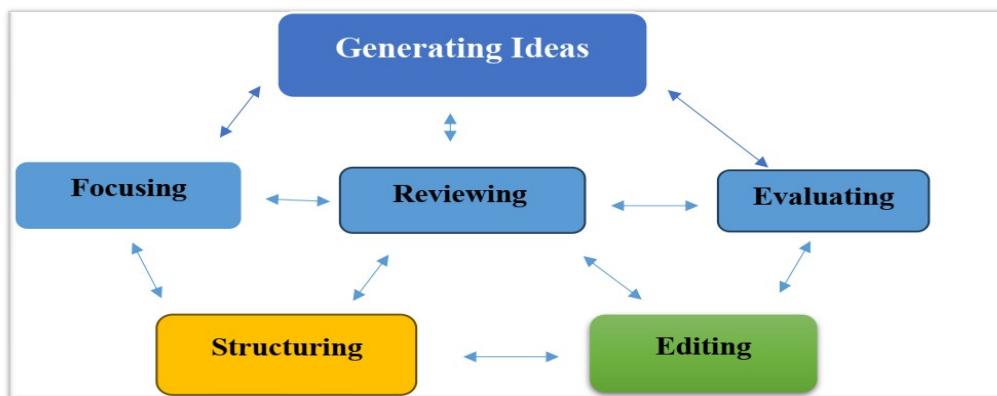 Generating Ideas
Focusing
Reviewing
Evaluating
Structuring
Editing